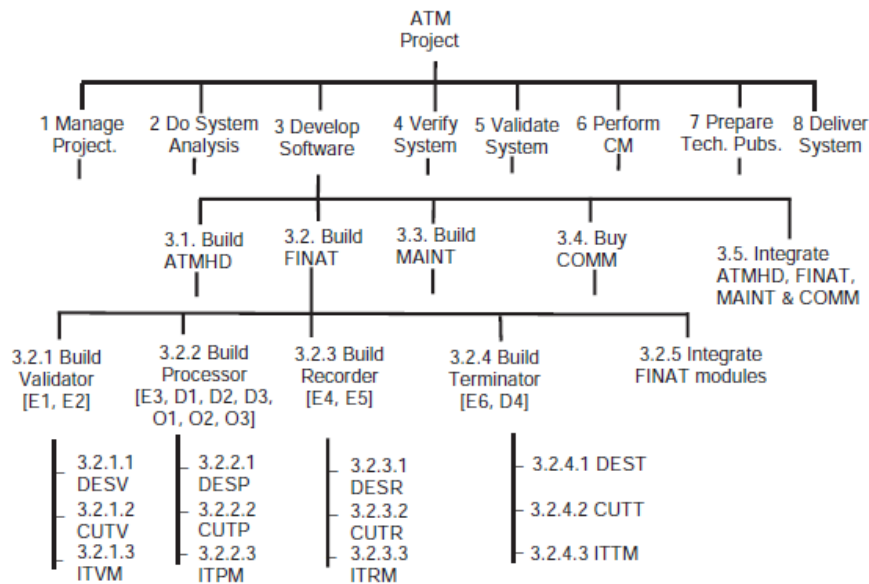 ATM
Project
1 Manage
Project.
2 Do System
Analysis
3 Develop
Software
4 Verify
System
5 Validate
System
6 Perform
CM
7 Prepare
Tech. Pubs.
8 Deliver
System
3.1. Build
ATMHD
3.2. Build
FINAT
3.3. Build
MAINT
3.4. Buy
COMM
3.5. Integrate
ATMHD, FINAT,
MAINT & COMM
3.2.1 Build
Validator
[E1, E2]
3.2.2 Build
Processor
[E3, D1, D2, D3,
O1, O2, O3]
3.2.3 Build
Recorder
[E4, E5]
3.2.4 Build
Terminator
[E6, D4]
3.2.5 Integrate
FINAT modules
3.2.1.1
DESV
3.2.1.2
CUTV
3.2.1.3
ITVM
3.2.2.1
DESP
3.2.2.2
CUTP
3.2.2.3
ITPM
3.2.3.1
DESR
3.2.3.2
CUTR
3.2.3.3
ITRM
3.2.4.1 DEST
3.2.4.2 CUTT
3.2.4.3 ITTM